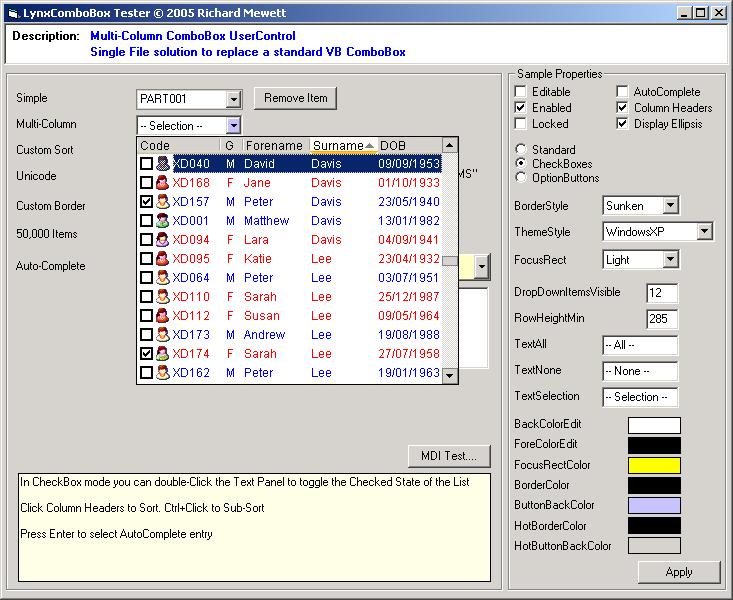 LynxComboBox Tester © 2005 Richard Mewett
Description: Multi-Column ComboBox UserControl
Single File solution to replace a standard VB ComboBox
Simple PART001 Remove Item
Multi-Column -- Selection --
Custom Sort
Unicode
Custom Border
50,000 Items
Auto-Complete
Code G Forename Surname DOB
XD040 M David Davis 09/09/1953
XD168 F Jane Davis 01/10/1933
XD157 M Peter Davis 23/05/1940
XD001 M Matthew Davis 13/01/1982
XD094 F Lara Davis 04/09/1941
XD095 F Katie Lee 23/04/1932
XD064 M Peter Lee 03/07/1951
XD110 F Sarah Lee 25/12/1987
XD112 F Susan Lee 09/05/1964
XD173 M Andrew Lee 19/08/1988
XD174 F Sarah Lee 27/07/1958
XD162 M Peter Lee 19/01/1963
MS"
MDI Test....
In CheckBox mode you can double-Click the Text Panel to toggle the Checked State of the List
Click Column Headers to Sort. Ctrl+Click to Sub-Sort
Press Enter to select AutoComplete entry
Sample Properties
Editable AutoComplete
Enabled Column Headers
Locked Display Ellipsis
Standard
CheckBoxes
OptionButtons
BorderStyle Sunken
ThemeStyle WindowsXP
FocusRect Light
DropDownItemsVisible 12
RowHeightMin 285
TextAll -- All --
TextNone -- None --
TextSelection -- Selection --
BackColorEdit
ForeColorEdit
FocusRectColor
BorderColor
ButtonBackColor
HotBorderColor
HotButtonBackColor
Apply